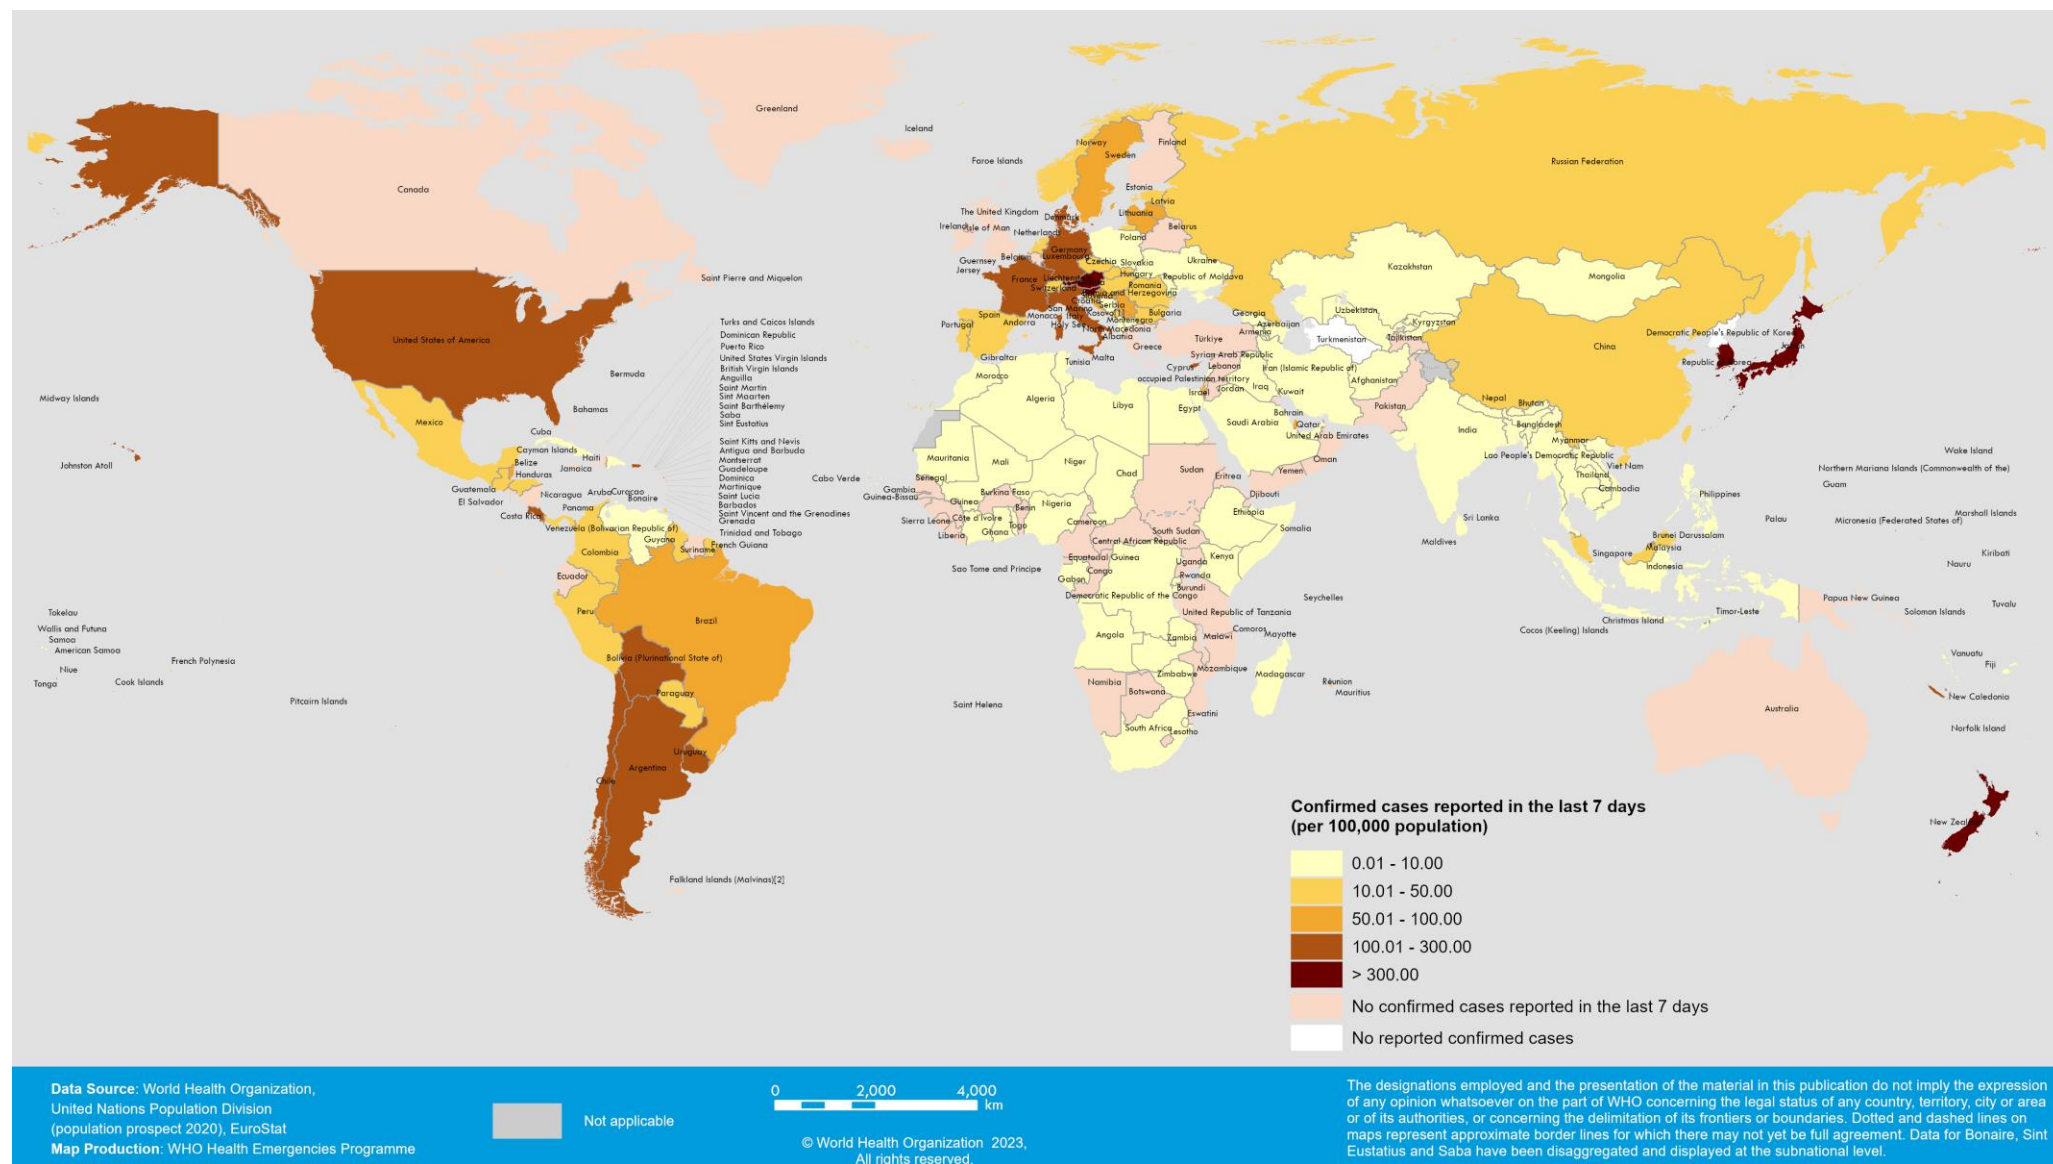 Greenland
Iceland
Faroe Islands
Norway
Sweden
Finland
Russian Federation
Canada
Estonia
Latvia
Lithuania
The United Kingdom
Denmark
Ireland
Isle of Man
Netherlands
Belarus
Poland
Germany
Guernsey
Belgium
Luxembourg
Jersey
Czechia
Slovakia
Ukraine
Kazakhstan
Mongolia
Saint Pierre and Miquelon
France
Liechtenstein
Hungary
Republic of Moldova
Switzerland
Romania
Bosnia and Herzegovina
Croatia
Serbia
San Marino
Monaco
Italy
Kosovo[1]
Bulgaria
Spain
Andorra
Portugal
Holy See
Montenegro
North Macedonia
Albania
Georgia
Azerbaijan
Armenia
Uzbekistan
Kyrgyzstan
Turkmenistan
Tajikistan
Democratic People's Republic of Korea
Japan
China
Republic of Korea
United States of America
Turks and Caicos Islands
Dominican Republic
Puerto Rico
United States Virgin Islands
British Virgin Islands
Anguilla
Saint Martin
Sint Maarten
Saint Barthélemy
Saba
Sint Eustatius
Saint Kitts and Nevis
Antigua and Barbuda
Montserrat
Guadeloupe
Dominica
Martinique
Saint Lucia
Barbados
Saint Vincent and the Grenadines
Grenada
Trinidad and Tobago
French Guiana
Greece
Türkiye
Gibraltar
Malta
Tunisia
Cyprus
Syrian Arab Republic
Lebanon
occupied Palestinian territory
Israel
Jordan
Iraq
Iran (Islamic Republic of)
Kuwait
Afghanistan
Bermuda
Midway Islands
Bahamas
Mexico
Cuba
Cayman Islands
Haiti
Belize
Jamaica
Honduras
Johnston Atoll
Guatemala
Nicaragua
Aruba
Curaçao
Bonaire
El Salvador
Panama
Costa Rica
Venezuela (Bolivarian Republic of)
Guyana
Suriname
Colombia
Ecuador
Peru
Brazil
Bolivia (Plurinational State of)
Paraguay
Uruguay
Argentina
Chile
Falkland Islands (Malvinas)[2]
Morocco
Algeria
Libya
Egypt
Saudi Arabia
Bahrain
Qatar
United Arab Emirates
Oman
Yemen
Pakistan
Nepal
Bhutan
India
Bangladesh
Myanmar
Lao People's Democratic Republic
Viet Nam
Thailand
Cambodia
Philippines
Cabo Verde
Mauritania
Mali
Niger
Chad
Sudan
Eritrea
Senegal
Gambia
Guinea-Bissau
Guinea
Burkina Faso
Benin
Nigeria
Djibouti
Sierra Leone
Côte d'Ivoire
Liberia
Ghana
Togo
Cameroon
Central African Republic
South Sudan
Ethiopia
Somalia
Equatorial Guinea
Sao Tome and Principe
Gabon
Congo
Uganda
Kenya
Rwanda
Burundi
Democratic Republic of the Congo
United Republic of Tanzania
Seychelles
Angola
Zambia
Malawi
Comoros
Mayotte
Mozambique
Zimbabwe
Madagascar
Namibia
Botswana
Réunion
Mauritius
Saint Helena
Eswatini
South Africa
Lesotho
Sri Lanka
Maldives
Brunei Darussalam
Malaysia
Singapore
Indonesia
Palau
Wake Island
Northern Mariana Islands (Commonwealth of the)
Guam
Marshall Islands
Micronesia (Federated States of)
Kiribati
Nauru
Papua New Guinea
Solomon Islands
Tuvalu
Timor-Leste
Christmas Island
Cocos (Keeling) Islands
Vanuatu
Fiji
New Caledonia
Australia
Norfolk Island
Tokelau
Wallis and Futuna
Samoa
American Samoa
Niue
Tonga
Cook Islands
French Polynesia
Pitcairn Islands
Confirmed cases reported in the last 7 days
(per 100,000 population)
0.01 - 10.00
10.01 - 50.00
50.01 - 100.00
100.01 - 300.00
> 300.00
No confirmed cases reported in the last 7 days
No reported confirmed cases
Data Source: World Health Organization,
United Nations Population Division
(population prospect 2020), EuroStat
Map Production: WHO Health Emergencies Programme
Not applicable
0 2,000 4,000
km
© World Health Organization 2023,
All rights reserved.
The designations employed and the presentation of the material in this publication do not imply the expression
of any opinion whatsoever on the part of WHO concerning the legal status of any country, territory, city or area
or of its authorities, or concerning the delimitation of its frontiers or boundaries. Dotted and dashed lines on
maps represent approximate border lines for which there may not yet be full agreement. Data for Bonaire, Sint
Eustatius and Saba have been disaggregated and displayed at the subnational level.